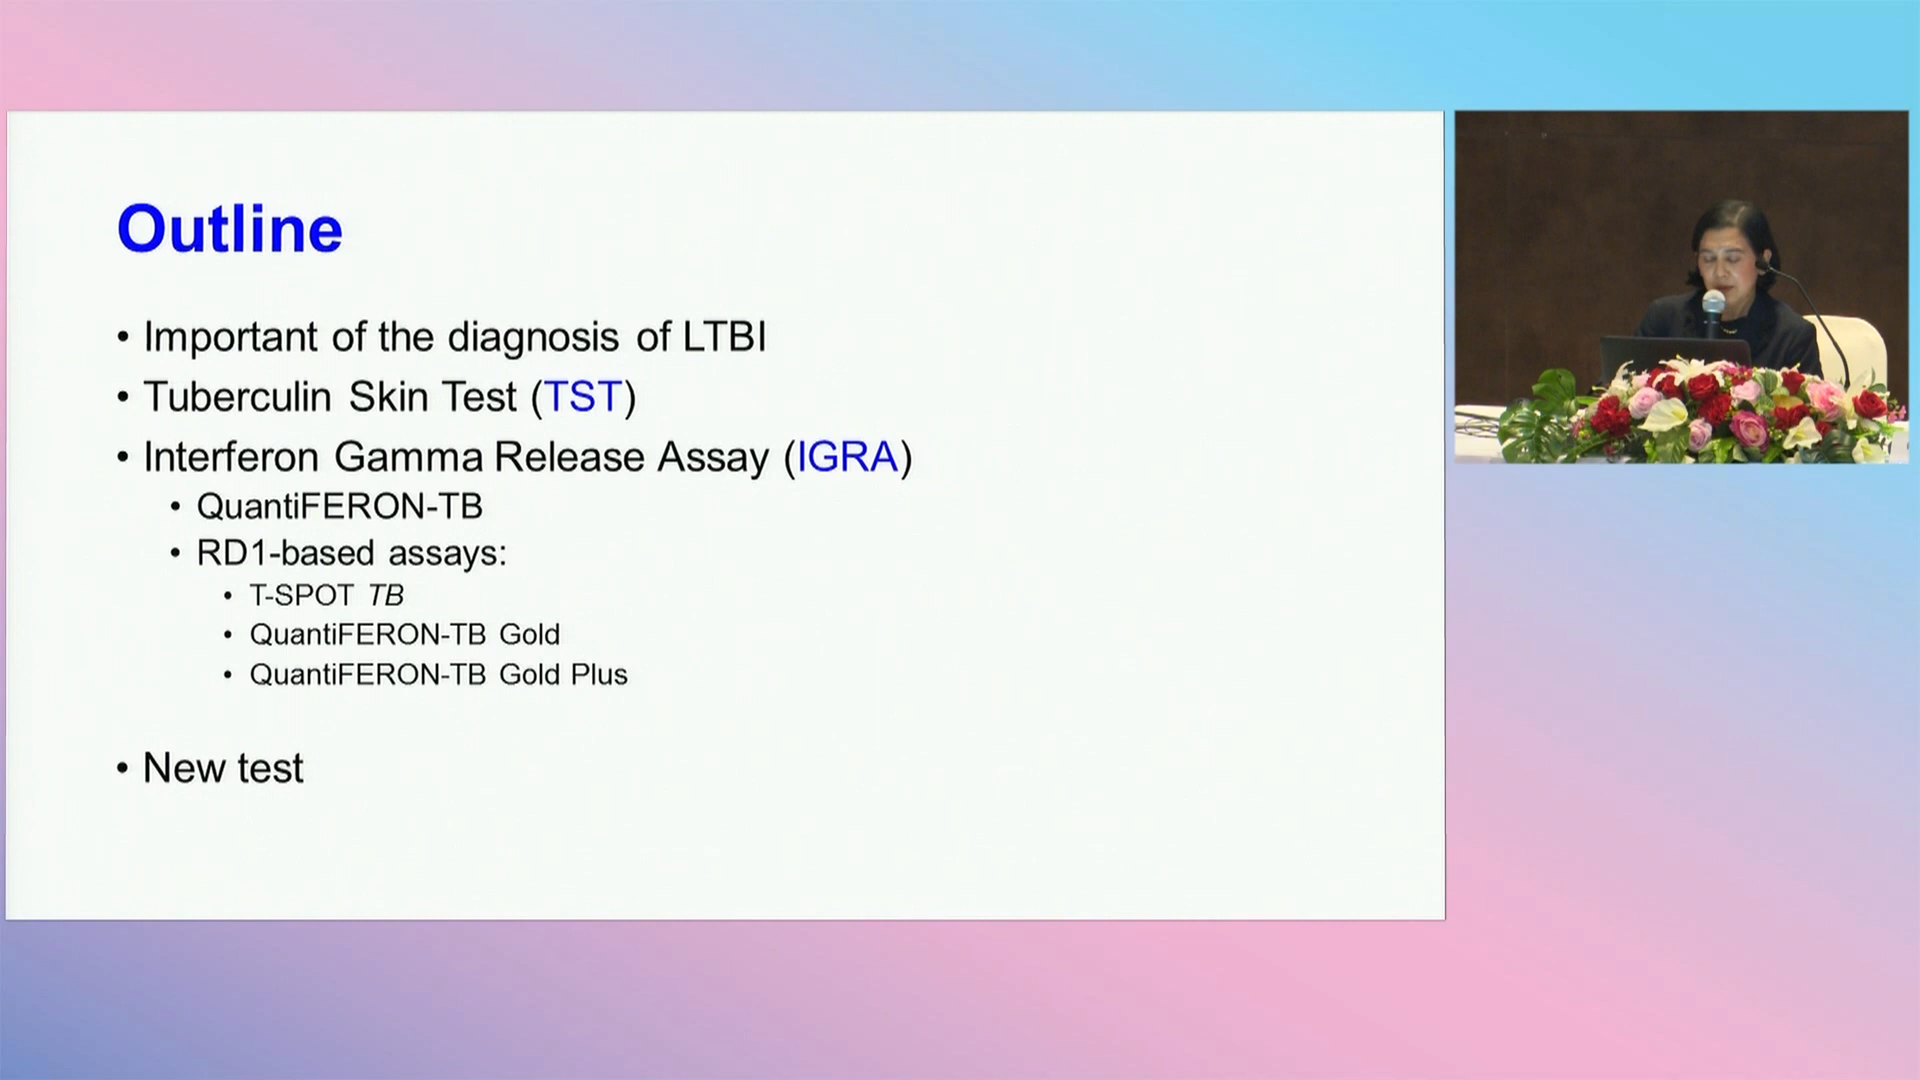 Outline
• Important of the diagnosis of LTBI
• Tuberculin Skin Test (TST)
• Interferon Gamma Release Assay (IGRA)
• QuantiFERON-TB
• RD1-based assays:
• T-SPOT TB
• QuantiFERON-TB Gold
• QuantiFERON-TB Gold Plus
• New test